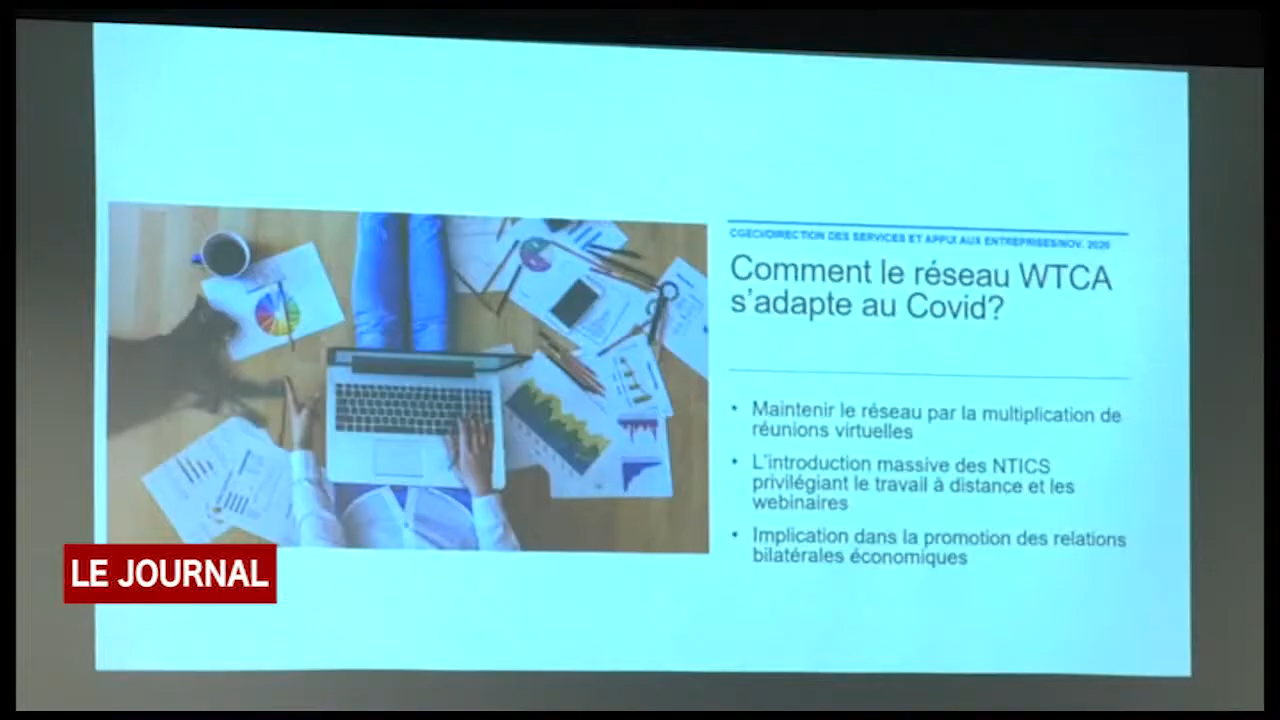 CGECI/DIRECTION DES SERVICES ET APPUI AUX ENTREPRISES/NOV. 2020
Comment le réseau WTCA
s'adapte au Covid?
• Maintenir le réseau par la multiplication de
réunions virtuelles
• L'introduction massive des NTICS
privilégiant le travail à distance et les
webinaires
• Implication dans la promotion des relations
bilatérales économiques
LE JOURNAL